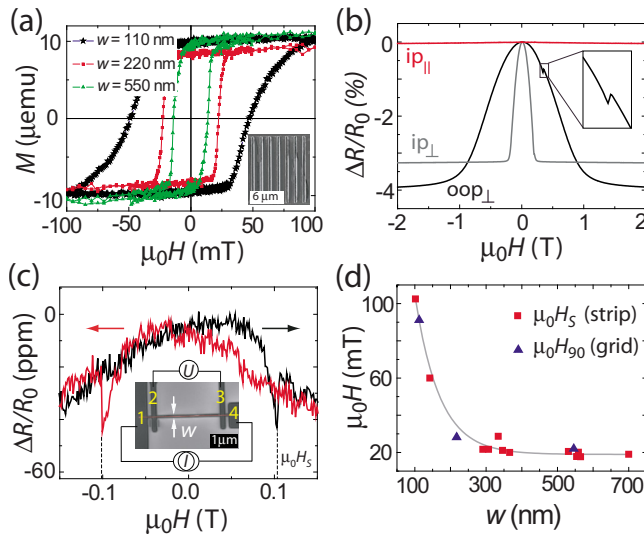 (a)
M (µemu)
10
0
-10
w = 110 nm
w = 220 nm
w = 550 nm
6 µm
-100 -50 0 50 100
µ₀H (mT)
(b)
ΔR/R₀ (%)
0
-2
-4
ip||
ip⊥
oop⊥
-2 -1 0 1 2
µ₀H (T)
(c)
ΔR/R₀ (ppm)
0
-60
U
1 2 3 4
w
1µm
I
µ₀Hₛ
-0.1 0.0 0.1
µ₀H (T)
(d)
µ₀H (mT)
100
60
20
µ₀Hₛ (strip)
µ₀H₉₀ (grid)
100 300 500 700
w (nm)